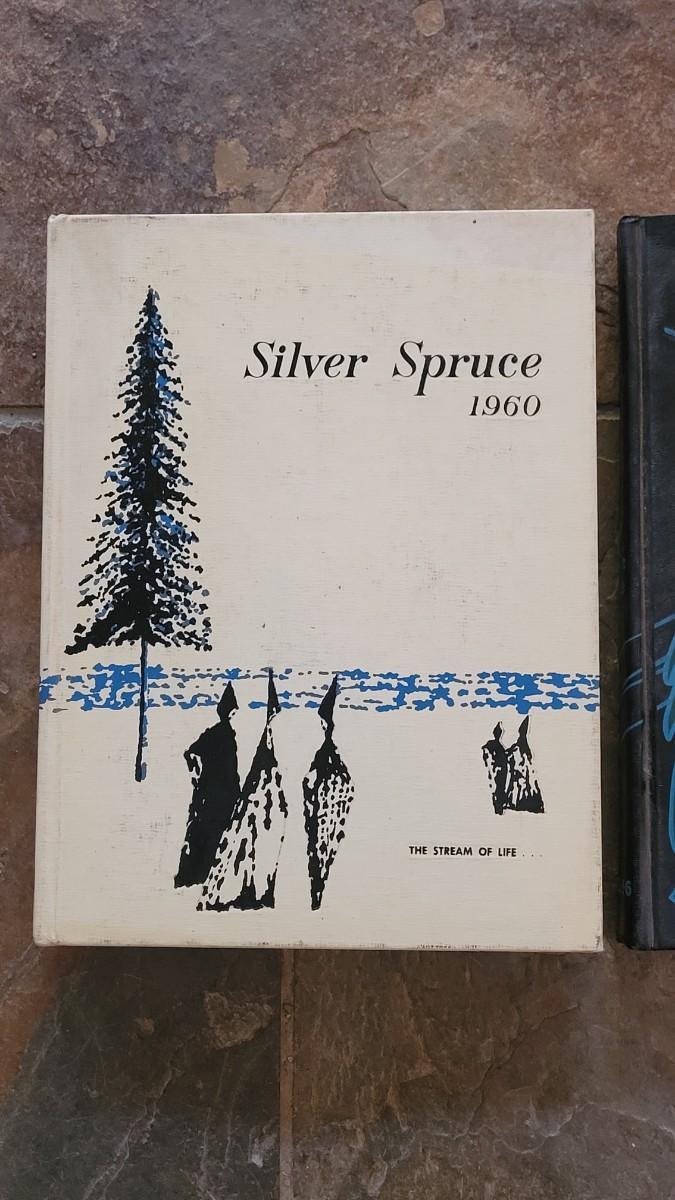 Silver Spruce
1960
THE STREAM OF LIFE . . .